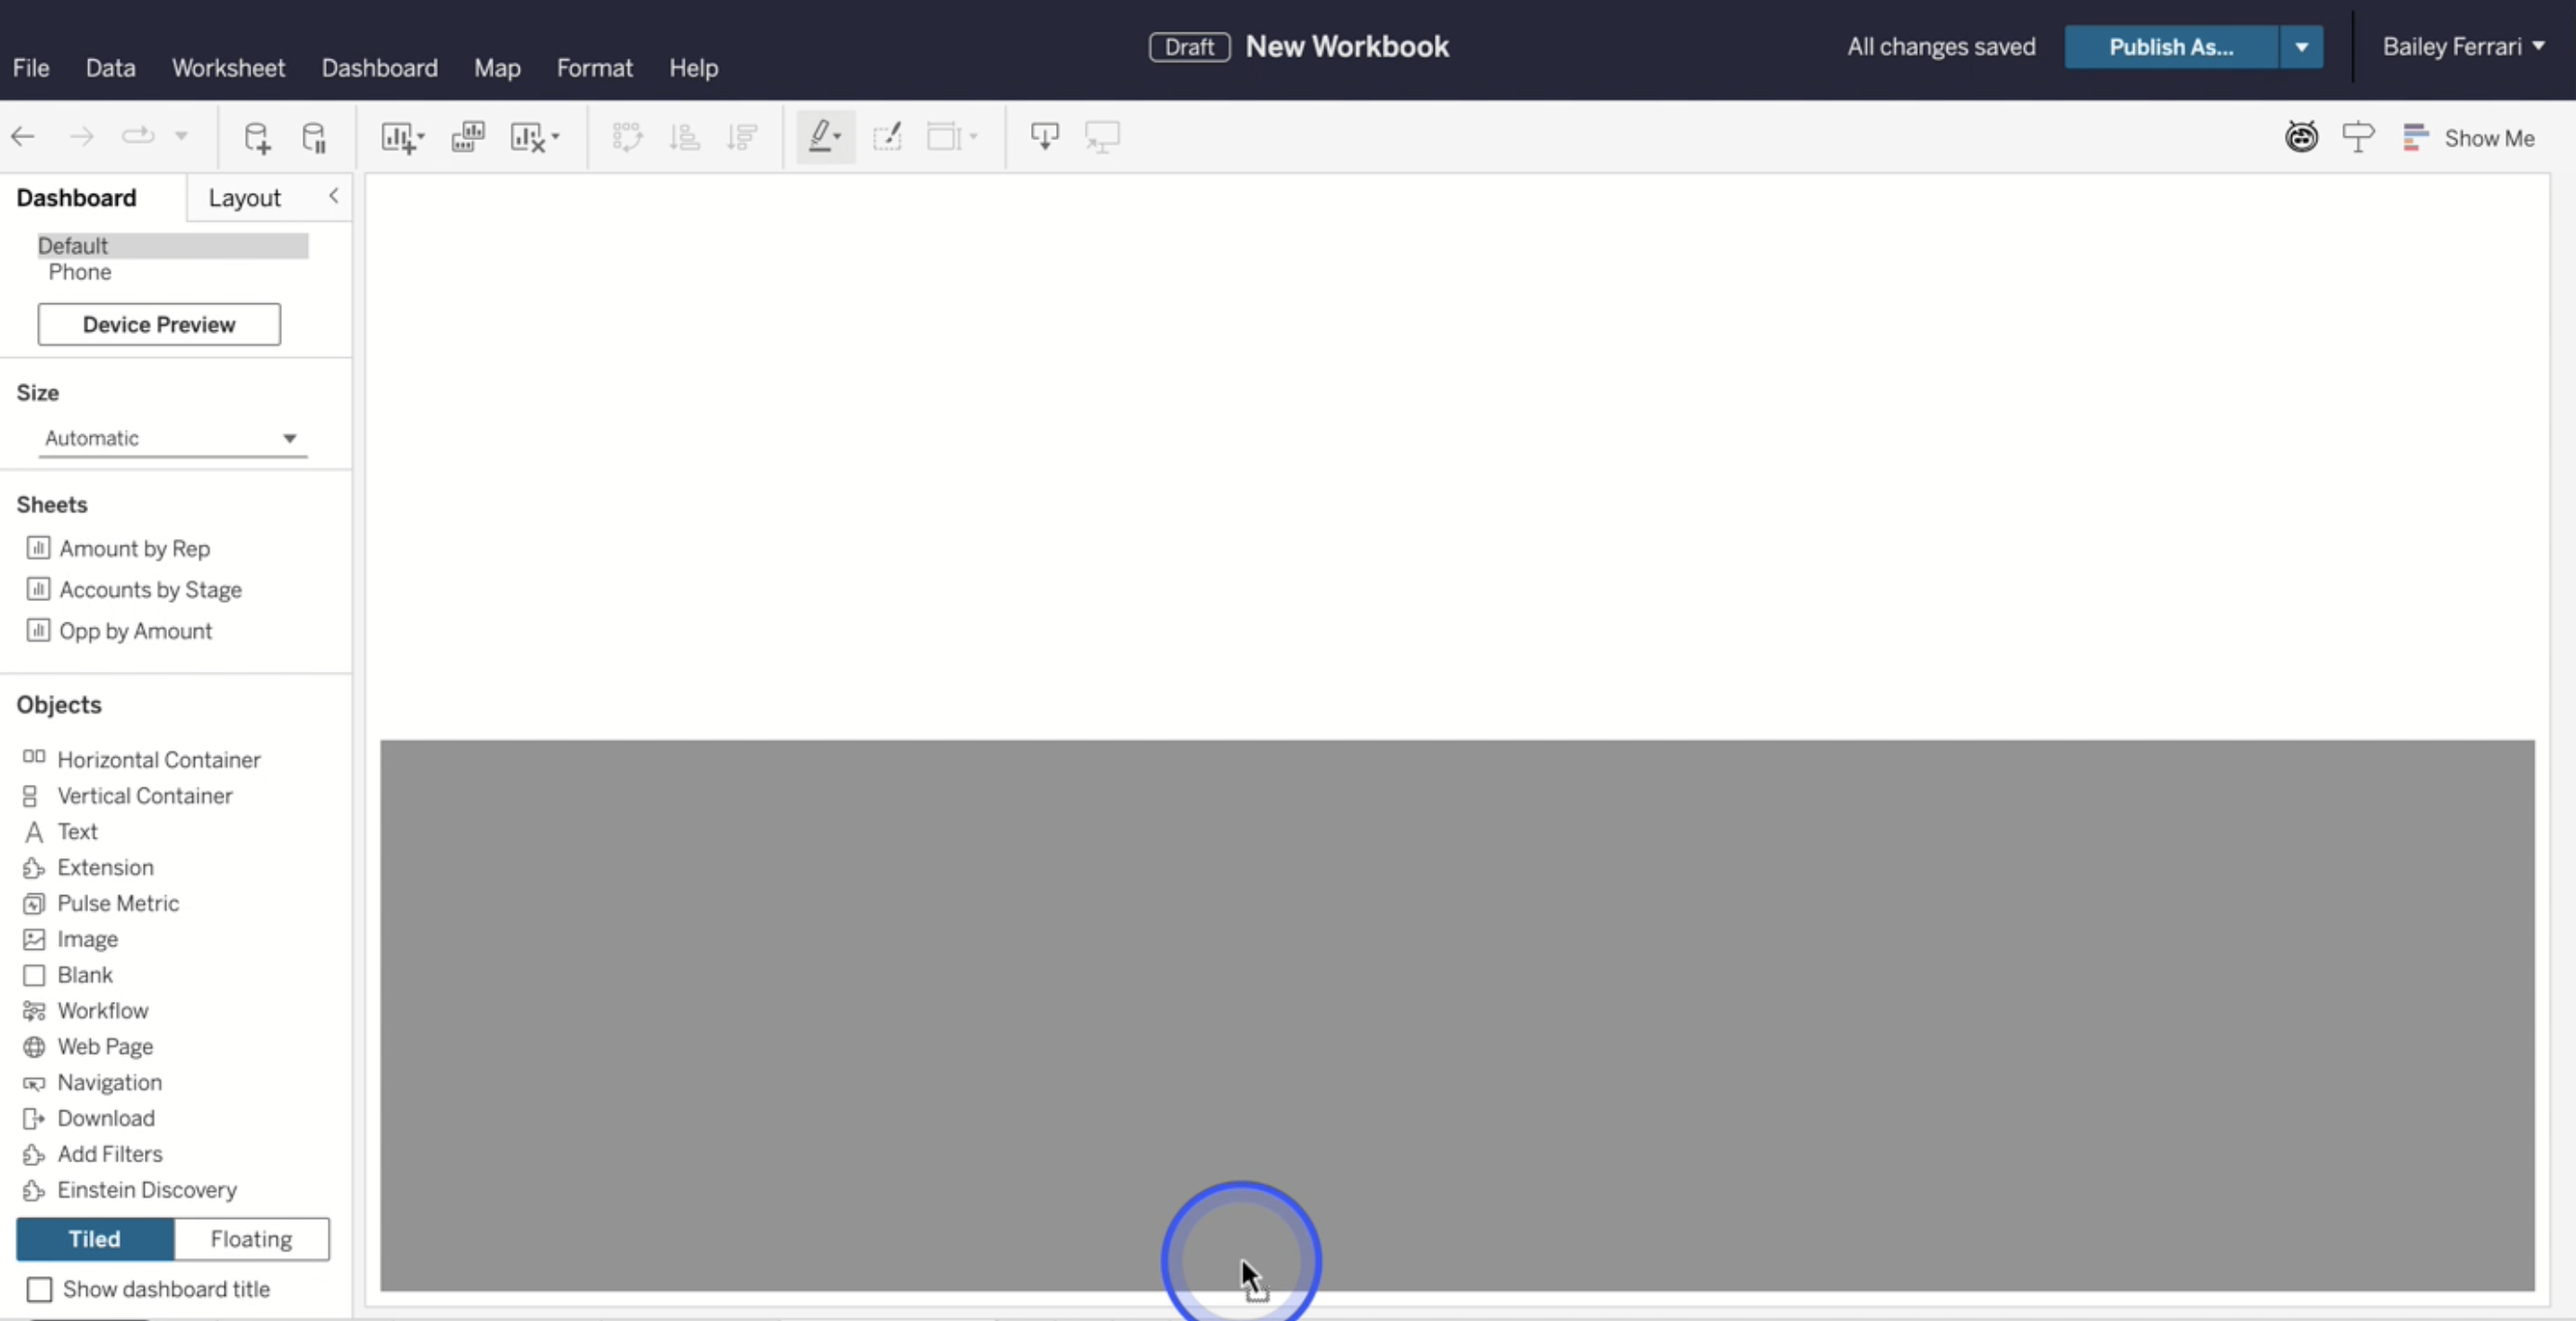 Draft New Workbook
All changes saved
Publish As...
Bailey Ferrari
File Data Worksheet Dashboard Map Format Help
Show Me
Dashboard Layout
Default
Phone
Device Preview
Size
Automatic
Sheets
Amount by Rep
Accounts by Stage
Opp by Amount
Objects
Horizontal Container
Vertical Container
Text
Extension
Pulse Metric
Image
Blank
Workflow
Web Page
Navigation
Download
Add Filters
Einstein Discovery
Tiled Floating
Show dashboard title